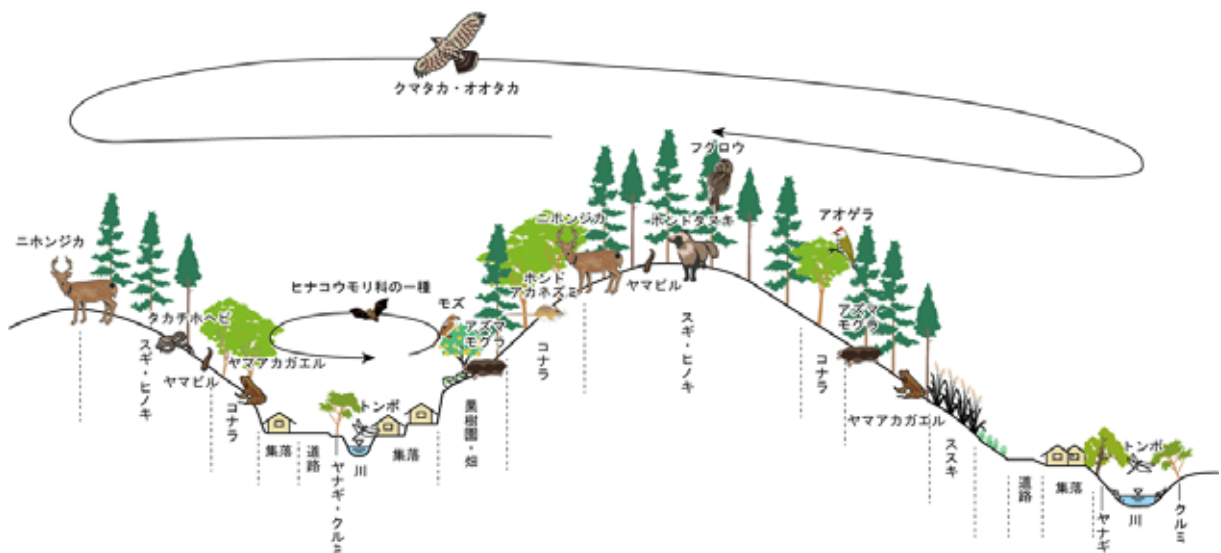 クマタカ・オオタカ
フクロウ
ニホンジカ
ニホンジカ
ホンドタヌキ
アオゲラ
ヒナコウモリ科の一種
モズ
ホンド
アカネズミ
ヤマビル
タカチホヘビ
アズマ
モグラ
アズマ
モグラ
ヤマビル
ヤマアカガエル
ヤマアカガエル
トンボ
トンボ
スギ・ヒノキ
コナラ
集落
道路
ヤナギ・クルミ
川
集落
果樹園・畑
コナラ
スギ・ヒノキ
コナラ
ススキ
道路
集落
ヤナギ
川
クルミ